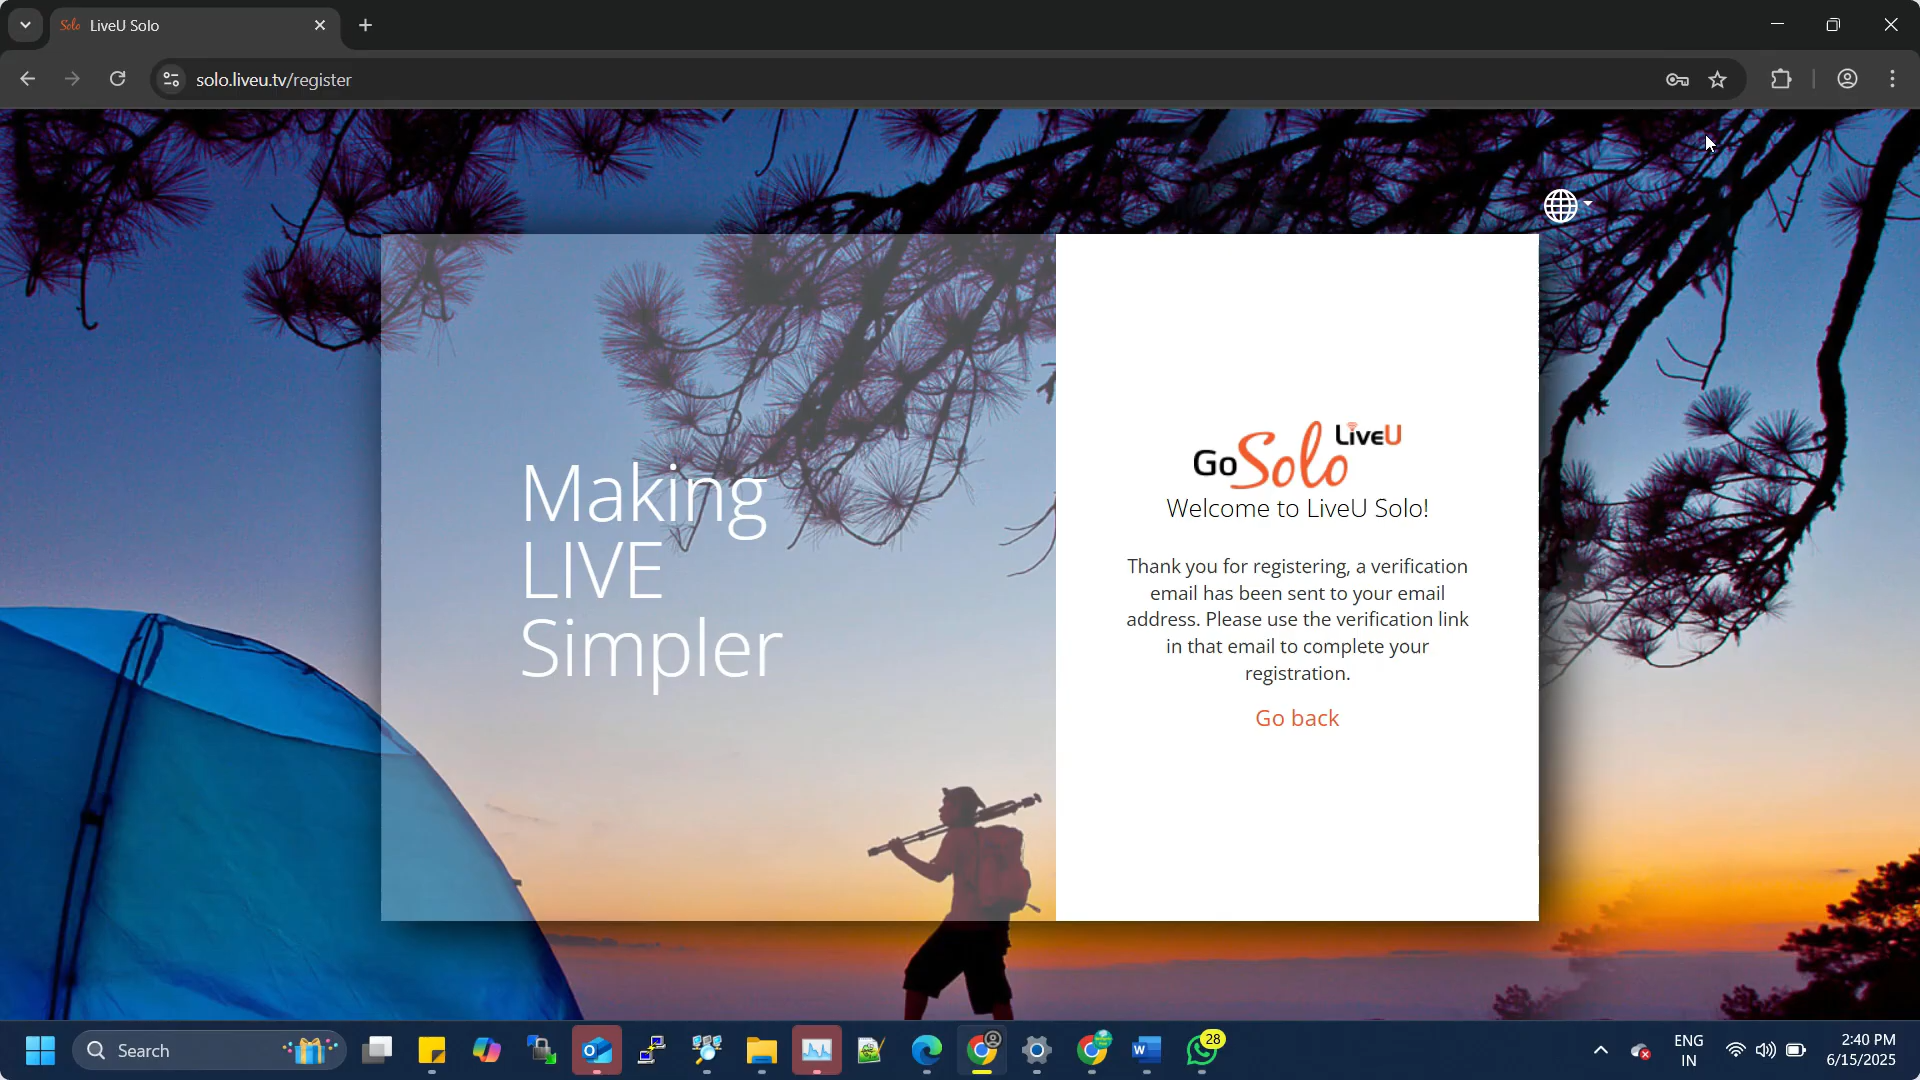 Solo
LiveU Solo
solo.liveu.tv/register
Making
LIVE
Simpler
Go Solo LiveU
Welcome to LiveU Solo!
Thank you for registering, a verification
email has been sent to your email
address. Please use the verification link
in that email to complete your
registration.
Go back
Search
W
28
ENG
IN
2:40 PM
6/15/2025